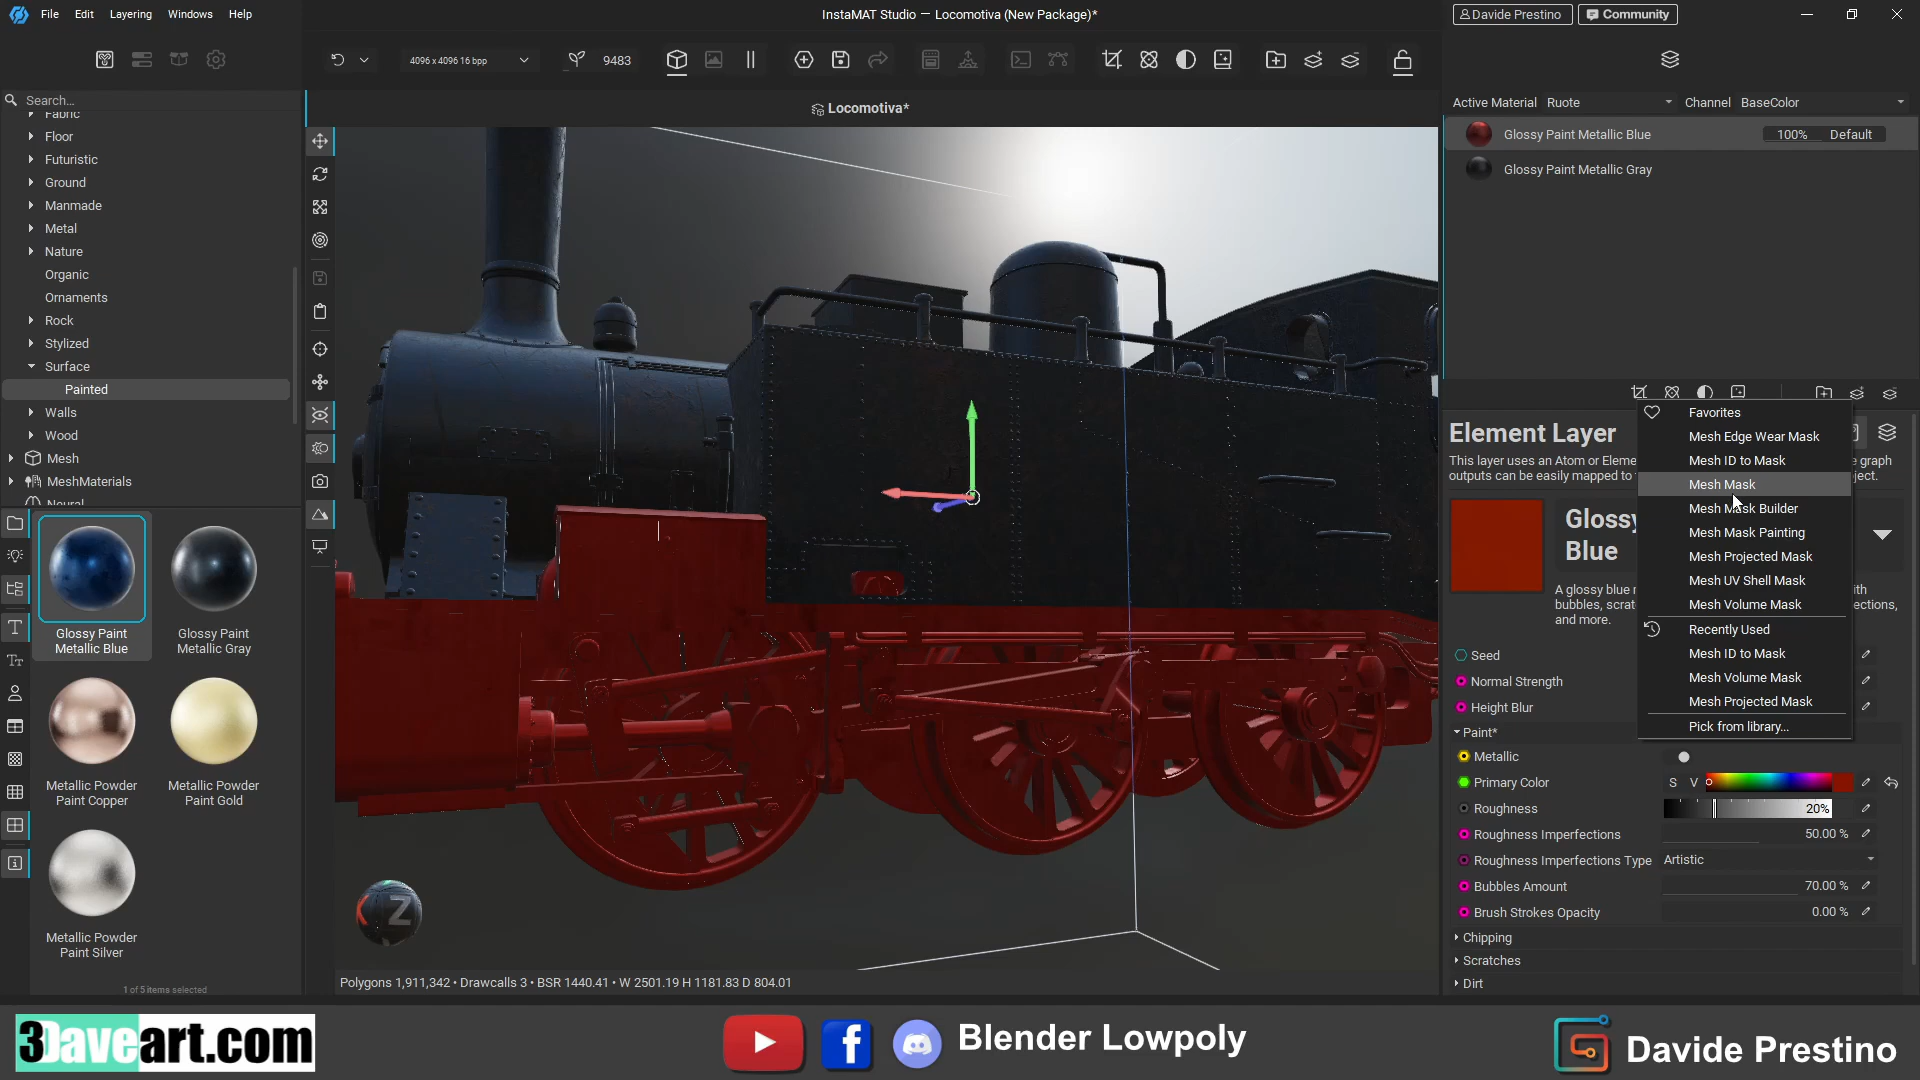 File Edit Layering Windows Help
InstaMAT Studio — Locomotiva (New Package)*
Davide Prestino
Community
4096 x 4096 16 bpp
9483
Search...
Locomotiva*
Active Material Ruote
Channel BaseColor
Glossy Paint Metallic Blue
100% Default
Glossy Paint Metallic Gray
Fabric
Floor
Futuristic
Ground
Manmade
Metal
Nature
Organic
Ornaments
Rock
Stylized
Surface
Painted
Walls
Wood
Mesh
MeshMaterials
Neural
Glossy Paint
Metallic Blue
Glossy Paint
Metallic Gray
Metallic Powder
Paint Copper
Metallic Powder
Paint Gold
Metallic Powder
Paint Silver
1 of 5 items selected
Z
Polygons 1,911,342 • Drawcalls 3 • BSR 1440.41 • W 2501.19 H 1181.83 D 804.01
Element Layer
This layer uses an Atom or Eleme
e graph
outputs can be easily mapped to
ject.
Glossy
Blue
A glossy blue
ith
bubbles, scrat
ections,
and more.
Favorites
Mesh Edge Wear Mask
Mesh ID to Mask
Mesh Mask
Mesh Mask Builder
Mesh Mask Painting
Mesh Projected Mask
Mesh UV Shell Mask
Mesh Volume Mask
Recently Used
Mesh ID to Mask
Mesh Volume Mask
Mesh Projected Mask
Pick from library...
Seed
Normal Strength
Height Blur
Paint*
Metallic
Primary Color
S V
Roughness
20%
Roughness Imperfections
50.00 %
Roughness Imperfections Type
Artistic
Bubbles Amount
70.00 %
Brush Strokes Opacity
0.00 %
Chipping
Scratches
Dirt
3Daveart.com
Blender Lowpoly
Davide Prestino